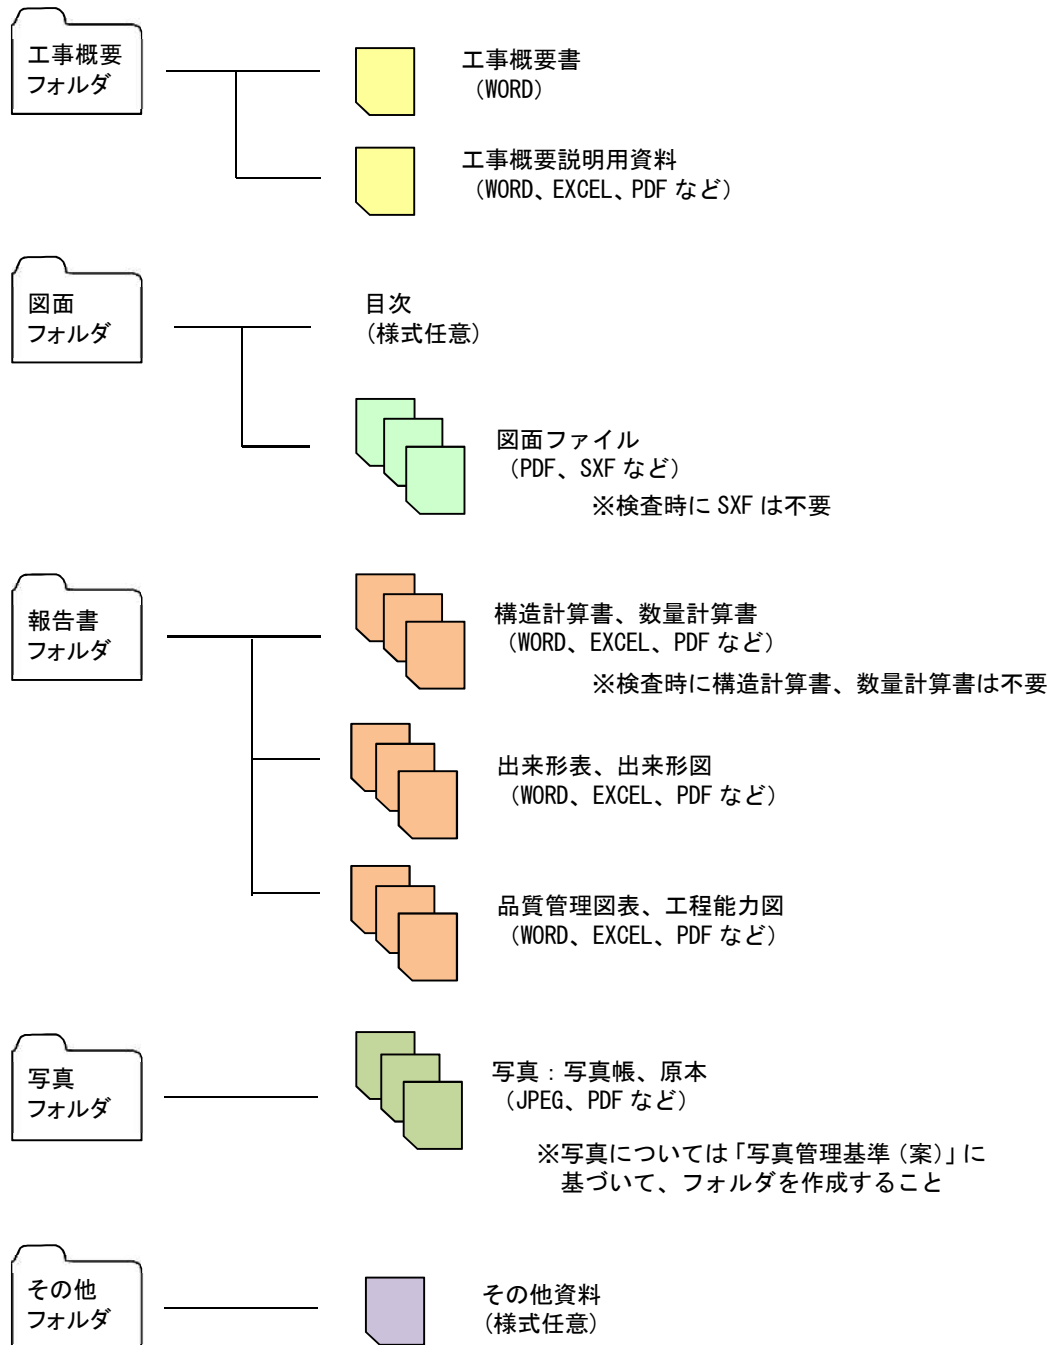 工事概要
フォルダ
工事概要書
（WORD）
工事概要説明用資料
（WORD、EXCEL、PDF など）
図面
フォルダ
目次
（様式任意）
図面ファイル
（PDF、SXF など）
※検査時に SXF は不要
報告書
フォルダ
構造計算書、数量計算書
（WORD、EXCEL、PDF など）
※検査時に構造計算書、数量計算書は不要
出来形表、出来形図
（WORD、EXCEL、PDF など）
品質管理図表、工程能力図
（WORD、EXCEL、PDF など）
写真
フォルダ
写真：写真帳、原本
（JPEG、PDF など）
※写真については「写真管理基準（案）」に
基づいて、フォルダを作成すること
その他
フォルダ
その他資料
（様式任意）